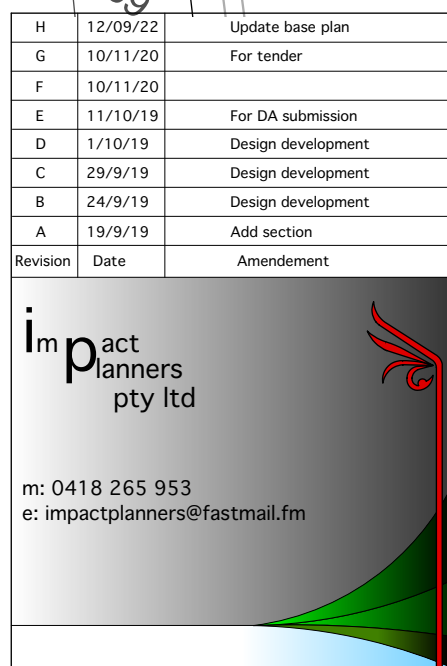 H 12/09/22 Update base plan
G 10/11/20 For tender
F 10/11/20
E 11/10/19 For DA submission
D 1/10/19 Design development
C 29/9/19 Design development
B 24/9/19 Design development
A 19/9/19 Add section
Revision Date Amendement
impact
planners
pty ltd
m: 0418 265 953
e: impactplanners@fastmail.fm